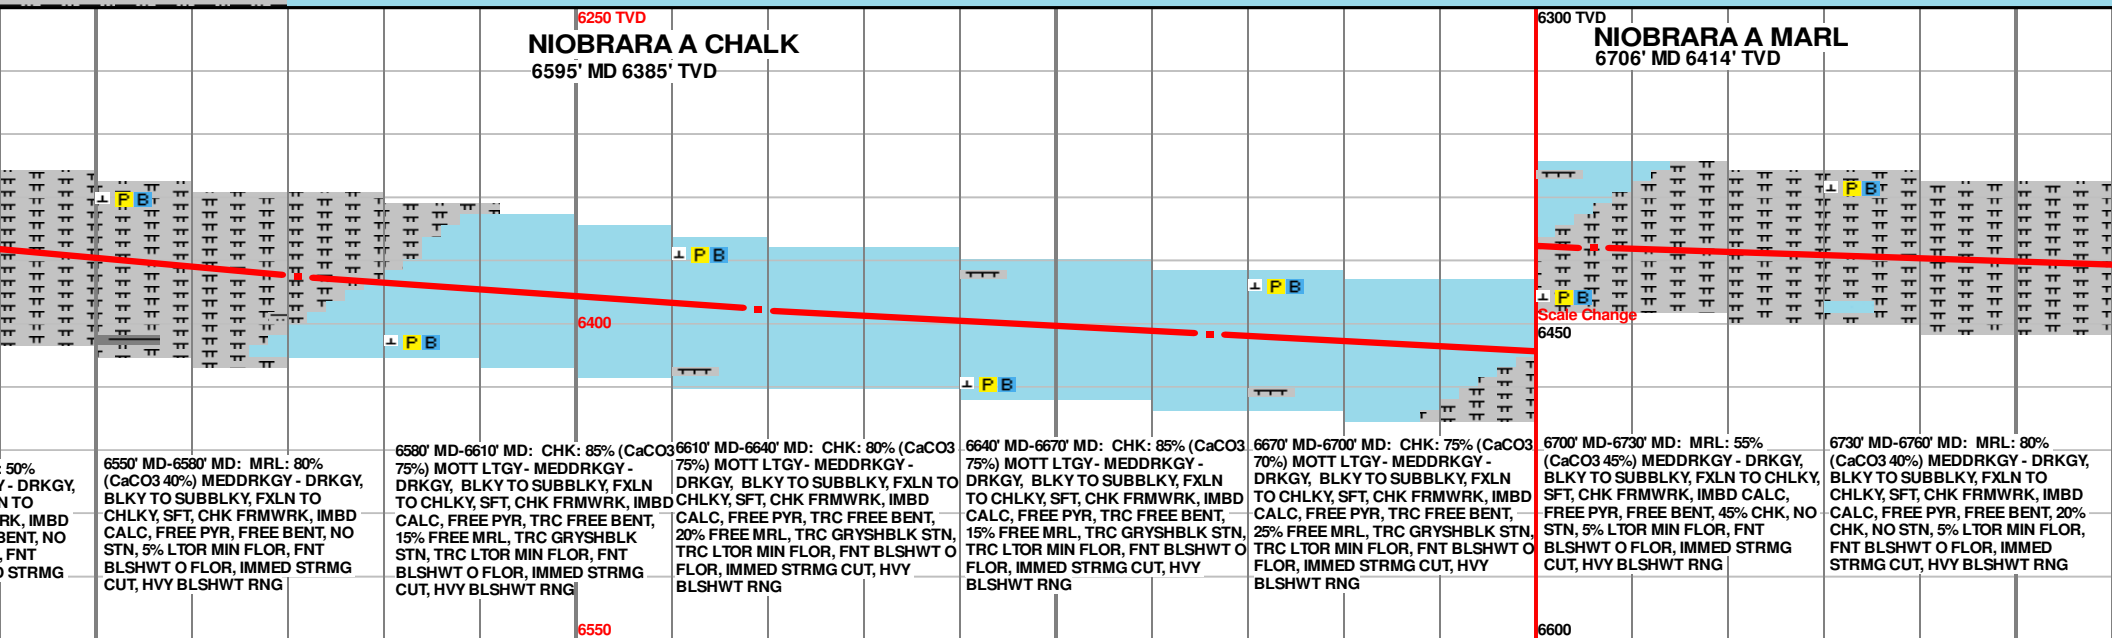 6250 TVD
NIOBRARA A CHALK
6595' MD 6385' TVD
6300 TVD
NIOBRARA A MARL
6706' MD 6414' TVD
P B
P B
P B
P B
P B
P B
P B
6400
Scale Change
6450
: 50%
Y - DRKGY,
N TO
RK, IMBD
BENT, NO
, FNT
D STRMG
6550' MD-6580' MD: MRL: 80%
(CaCO3 40%) MEDDRKGY - DRKGY,
BLKY TO SUBBLKY, FXLN TO
CHLKY, SFT, CHK FRMWRK, IMBD
CALC, FREE PYR, FREE BENT, NO
STN, 5% LTOR MIN FLOR, FNT
BLSHWT O FLOR, IMMED STRMG
CUT, HVY BLSHWT RNG
6580' MD-6610' MD: CHK: 85% (CaCO3
75%) MOTT LTGY - MEDDRKGY -
DRKGY, BLKY TO SUBBLKY, FXLN
TO CHLKY, SFT, CHK FRMWRK, IMBD
CALC, FREE PYR, TRC FREE BENT,
15% FREE MRL, TRC GRYSHBLK
STN, TRC LTOR MIN FLOR, FNT
BLSHWT O FLOR, IMMED STRMG
CUT, HVY BLSHWT RNG
6610' MD-6640' MD: CHK: 80% (CaCO3
75%) MOTT LTGY - MEDDRKGY -
DRKGY, BLKY TO SUBBLKY, FXLN TO
CHLKY, SFT, CHK FRMWRK, IMBD
CALC, FREE PYR, TRC FREE BENT,
20% FREE MRL, TRC GRYSHBLK STN,
TRC LTOR MIN FLOR, FNT BLSHWT O
FLOR, IMMED STRMG CUT, HVY
BLSHWT RNG
6640' MD-6670' MD: CHK: 85% (CaCO3
75%) MOTT LTGY - MEDDRKGY -
DRKGY, BLKY TO SUBBLKY, FXLN
TO CHLKY, SFT, CHK FRMWRK, IMBD
CALC, FREE PYR, TRC FREE BENT,
15% FREE MRL, TRC GRYSHBLK STN,
TRC LTOR MIN FLOR, FNT BLSHWT O
FLOR, IMMED STRMG CUT, HVY
BLSHWT RNG
6670' MD-6700' MD: CHK: 75% (CaCO3
70%) MOTT LTGY - MEDDRKGY -
DRKGY, BLKY TO SUBBLKY, FXLN
TO CHLKY, SFT, CHK FRMWRK, IMBD
CALC, FREE PYR, TRC FREE BENT,
25% FREE MRL, TRC GRYSHBLK STN,
TRC LTOR MIN FLOR, FNT BLSHWT O
FLOR, IMMED STRMG CUT, HVY
BLSHWT RNG
6700' MD-6730' MD: MRL: 55%
(CaCO3 45%) MEDDRKGY - DRKGY,
BLKY TO SUBBLKY, FXLN TO CHLKY,
SFT, CHK FRMWRK, IMBD CALC,
FREE PYR, FREE BENT, 45% CHK, NO
STN, 5% LTOR MIN FLOR, FNT
BLSHWT O FLOR, IMMED STRMG
CUT, HVY BLSHWT RNG
6730' MD-6760' MD: MRL: 80%
(CaCO3 40%) MEDDRKGY - DRKGY,
BLKY TO SUBBLKY, FXLN TO
CHLKY, SFT, CHK FRMWRK, IMBD
CALC, FREE PYR, FREE BENT, 20%
CHK, NO STN, 5% LTOR MIN FLOR,
FNT BLSHWT O FLOR, IMMED
STRMG CUT, HVY BLSHWT RNG
6550
6600